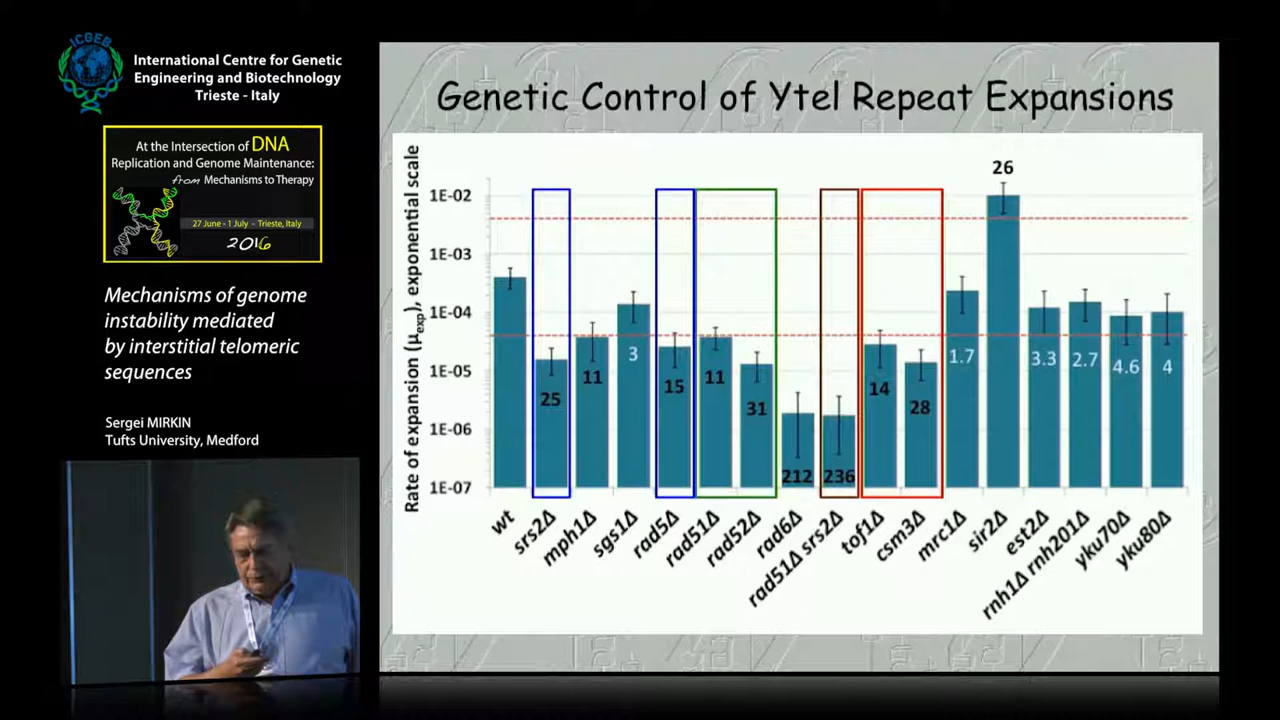 ICGEB
International Centre for Genetic
Engineering and Biotechnology
Trieste - Italy
At the Intersection of DNA
Replication and Genome Maintenance:
from Mechanisms to Therapy
27 June - 1 July - Trieste, Italy
2016
Mechanisms of genome
instability mediated
by interstitial telomeric
sequences
Sergei MIRKIN
Tufts University, Medford
Genetic Control of Ytel Repeat Expansions
Rate of expansion (μexp), exponential scale
1E-02
1E-03
1E-04
1E-05
1E-06
1E-07
25
11
3
15
11
31
212
236
14
28
1.7
26
3.3
2.7
4.6
4
wt
srs2Δ
mph1Δ
sgs1Δ
rad5Δ
rad51Δ
rad52Δ
rad6Δ
rad51Δ srs2Δ
tof1Δ
csm3Δ
mrc1Δ
sir2Δ
est2Δ
rnh1Δ rnh201Δ
yku70Δ
yku80Δ